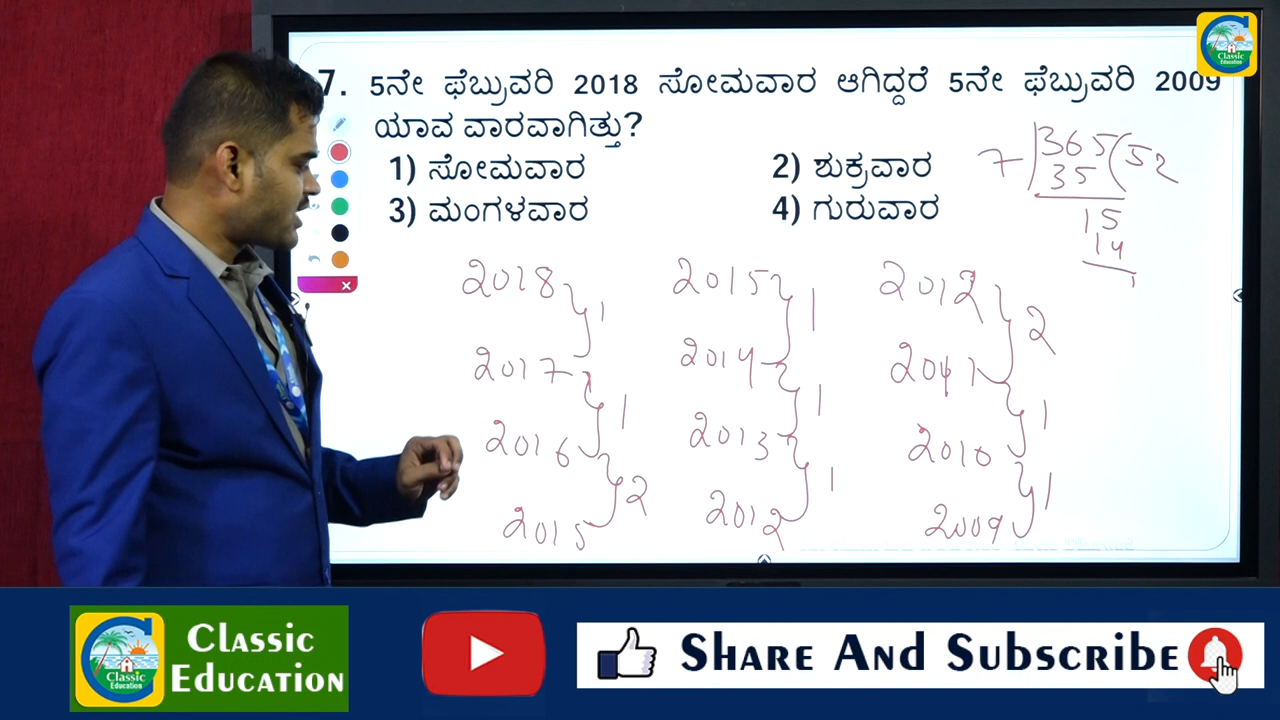 7. 5ನೇ ಫೆಬ್ರುವರಿ 2018 ಸೋಮವಾರ ಆಗಿದ್ದರೆ 5ನೇ ಫೆಬ್ರುವರಿ 2009
ಯಾವ ವಾರವಾಗಿತ್ತು?
1) ಸೋಮವಾರ 2) ಶುಕ್ರವಾರ
3) ಮಂಗಳವಾರ 4) ಗುರುವಾರ
7 365 52
35
15
14
1
2018 1
2017 1
2016 2
2015
2015 1
2014 1
2013 1
2012
2012 2
2011 1
2010 1
2009
Classic
Education
Classic
Education
Classic
Education
Share And Subscribe